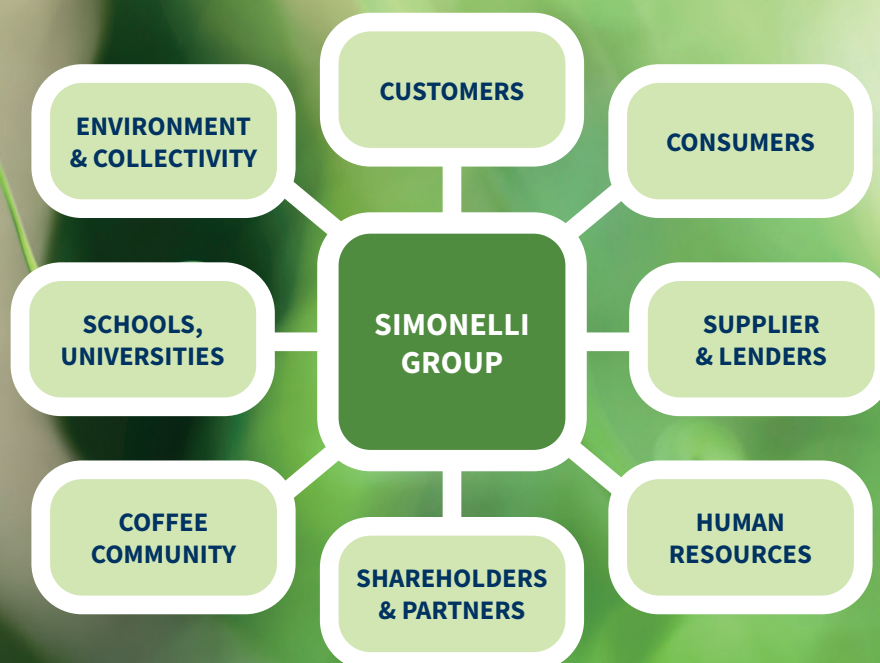 CUSTOMERS
ENVIRONMENT
& COLLECTIVITY
CONSUMERS
SCHOOLS,
UNIVERSITIES
SIMONELLI
GROUP
SUPPLIER
& LENDERS
COFFEE
COMMUNITY
HUMAN
RESOURCES
SHAREHOLDERS
& PARTNERS